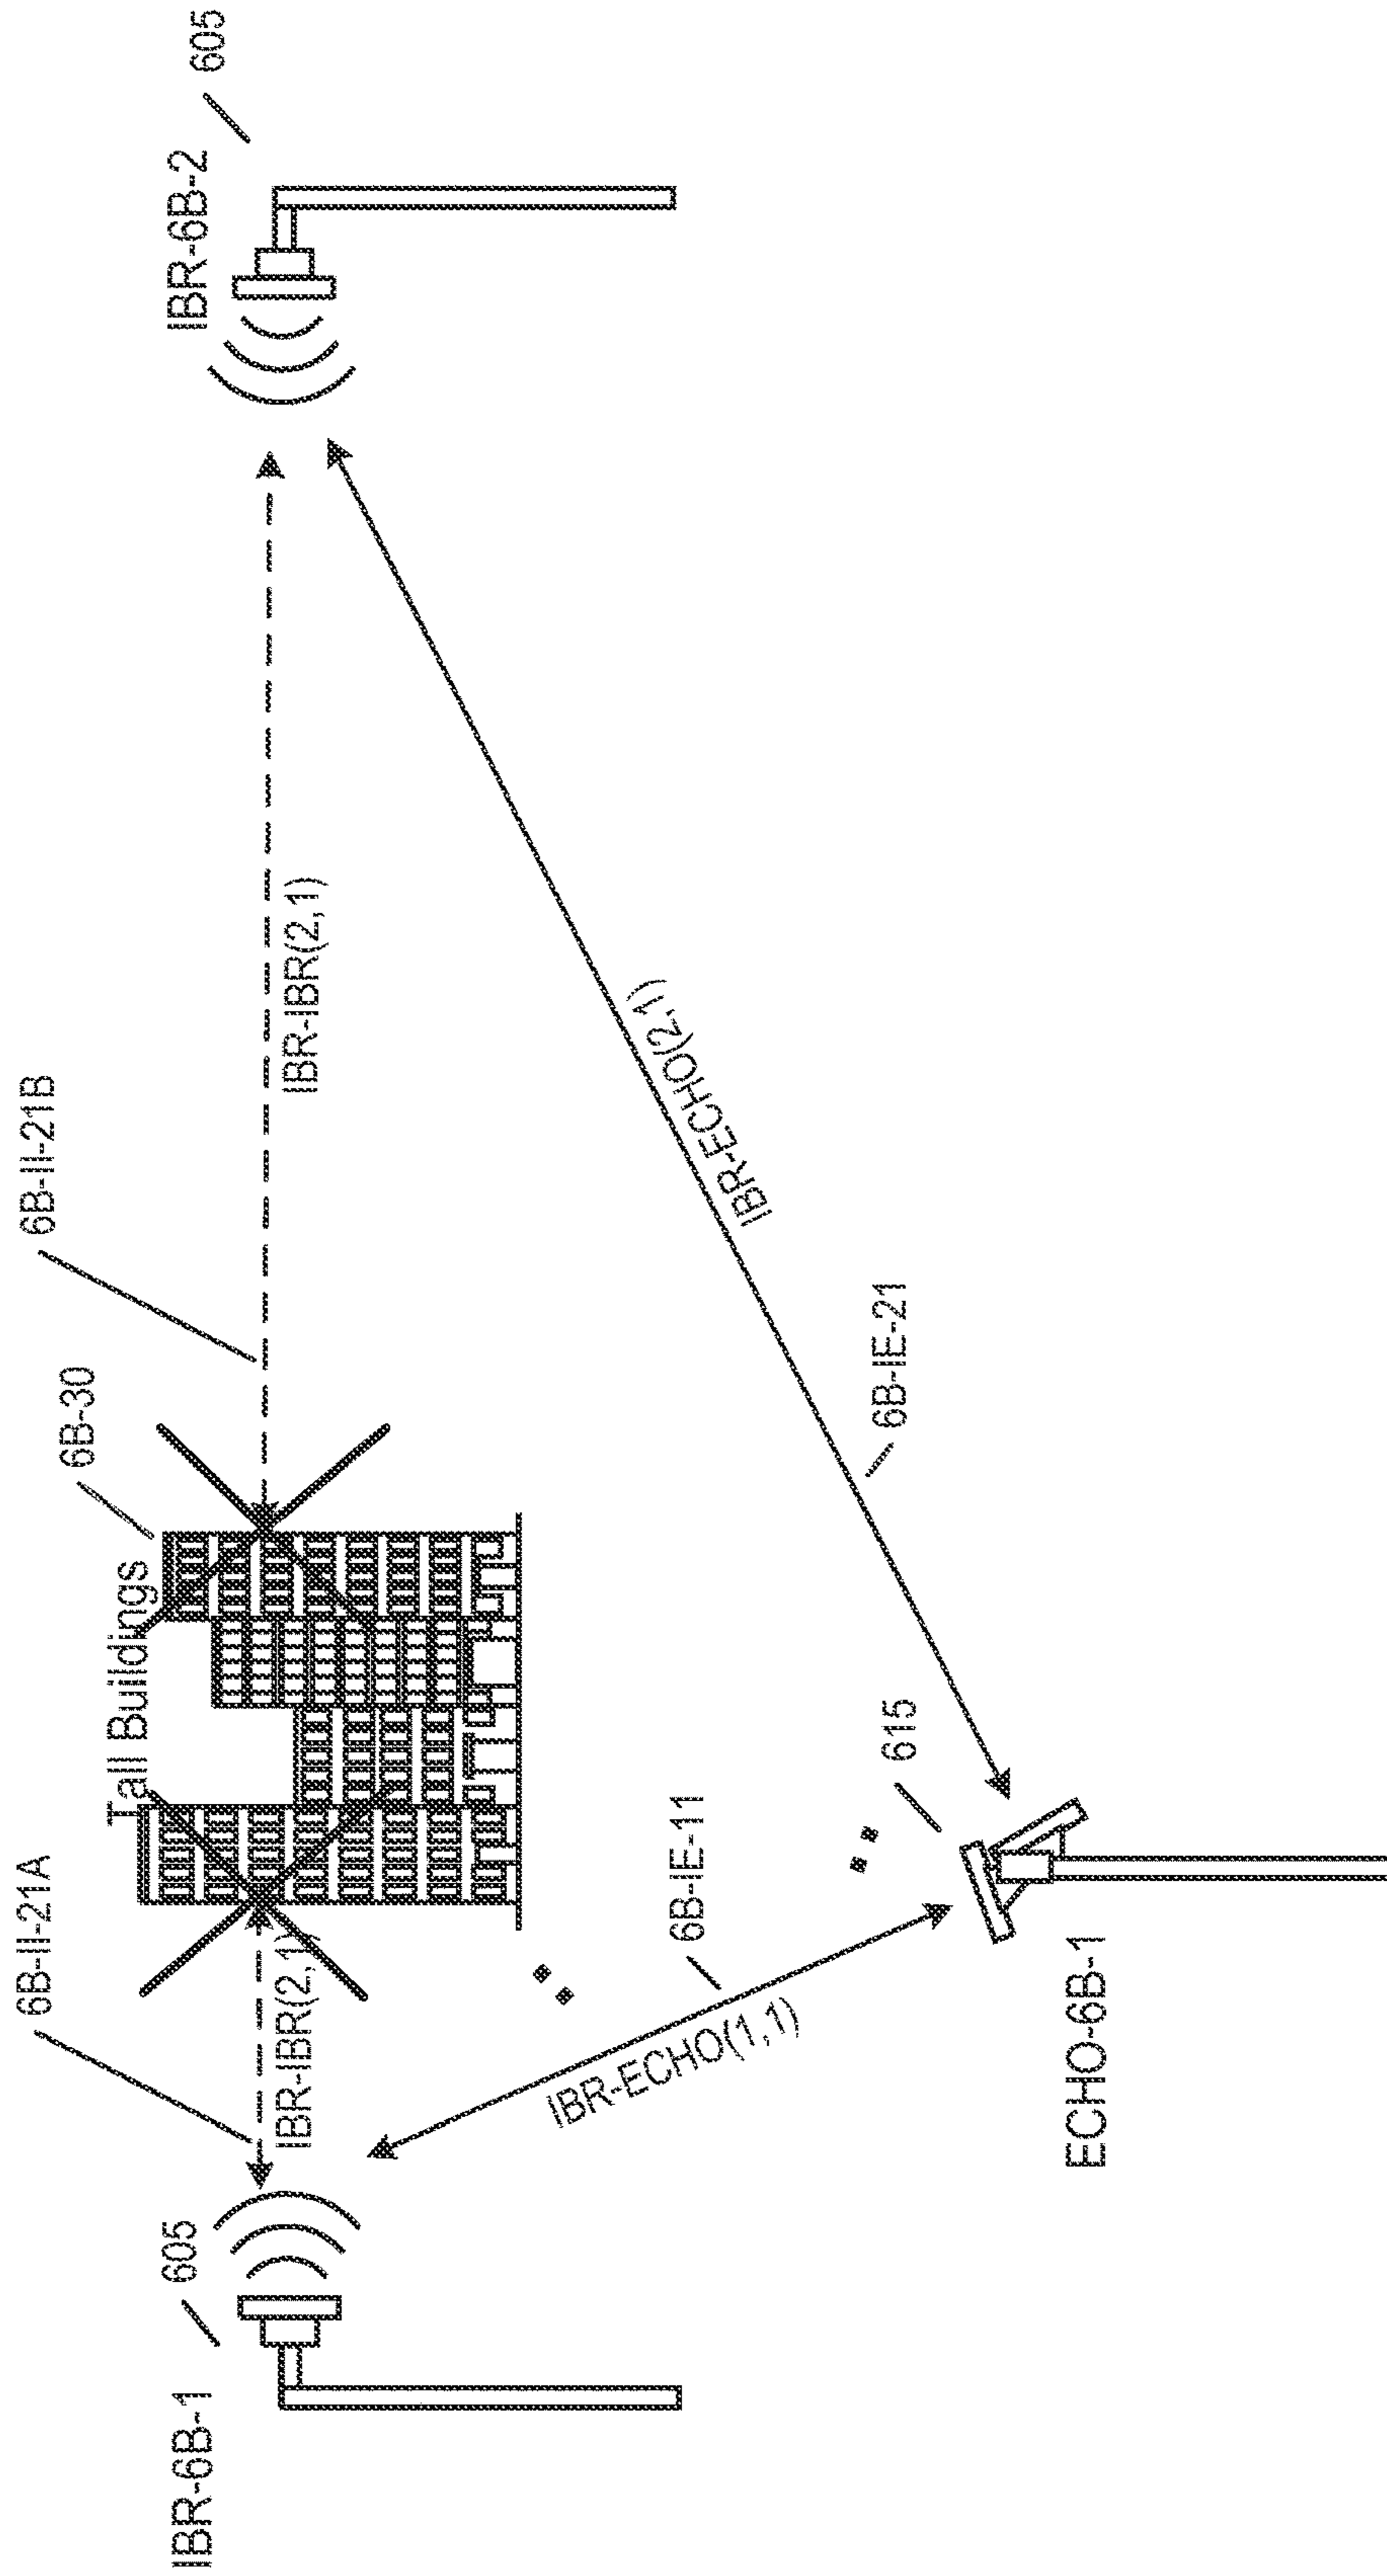 IBR-6B-1
605
6B-II-21A
IBR-IBR(2,1)
Tall Buildings
6B-30
6B-II-21B
IBR-IBR(2,1)
IBR-6B-2
605
IBR-ECHO(1,1)
6B-IE-11
615
ECHO-6B-1
IBR-ECHO(2,1)
6B-IE-21